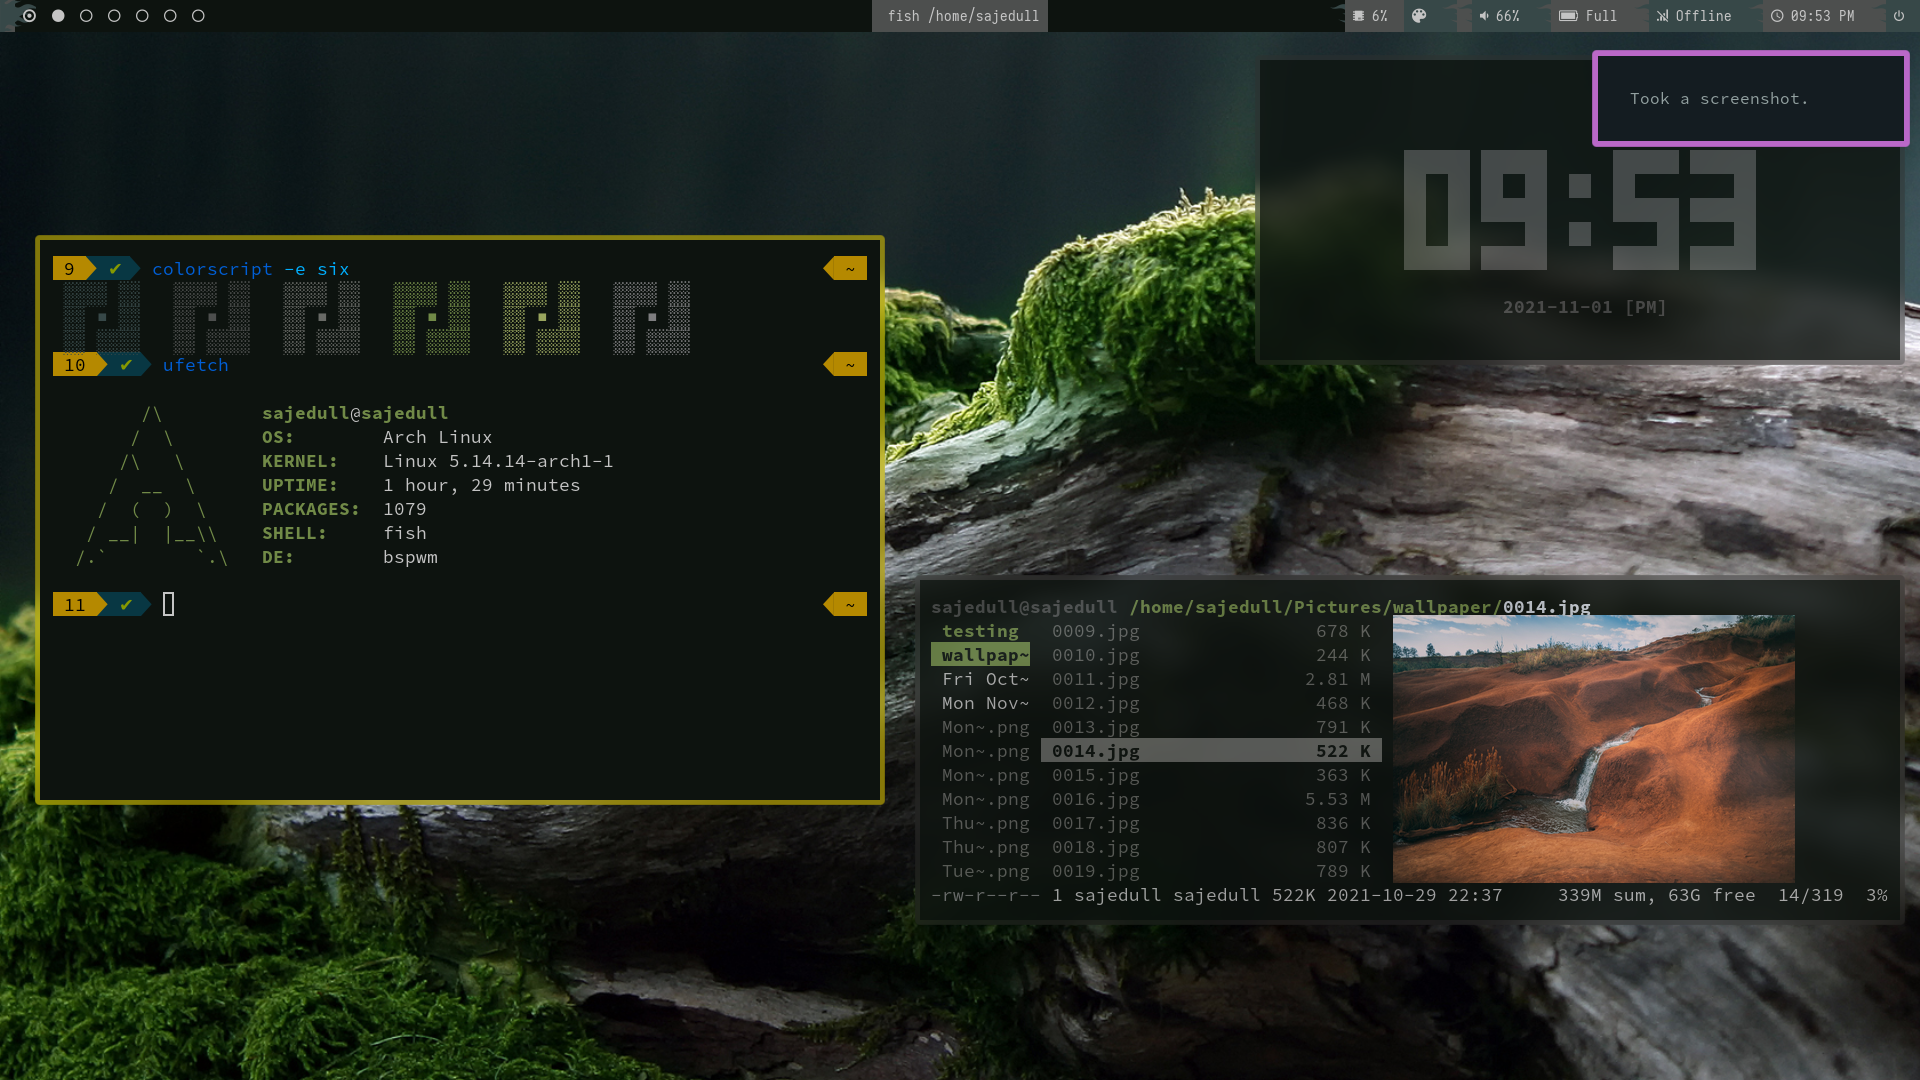 fish /home/sajedull
6%
66%
Full
Offline
09:53 PM
Took a screenshot.
09:53
2021-11-01 [PM]
9 ✔ colorscript -e six ~
10 ✔ ufetch ~
sajedull@sajedull
OS: Arch Linux
KERNEL: Linux 5.14.14-arch1-1
UPTIME: 1 hour, 29 minutes
PACKAGES: 1079
SHELL: fish
DE: bspwm
11 ✔ ~
sajedull@sajedull /home/sajedull/Pictures/wallpaper/0014.jpg
testing 0009.jpg 678 K
wallpap~ 0010.jpg 244 K
Fri Oct~ 0011.jpg 2.81 M
Mon Nov~ 0012.jpg 468 K
Mon~.png 0013.jpg 791 K
Mon~.png 0014.jpg 522 K
Mon~.png 0015.jpg 363 K
Mon~.png 0016.jpg 5.53 M
Thu~.png 0017.jpg 836 K
Thu~.png 0018.jpg 807 K
Tue~.png 0019.jpg 789 K
-rw-r--r-- 1 sajedull sajedull 522K 2021-10-29 22:37 339M sum, 63G free 14/319 3%